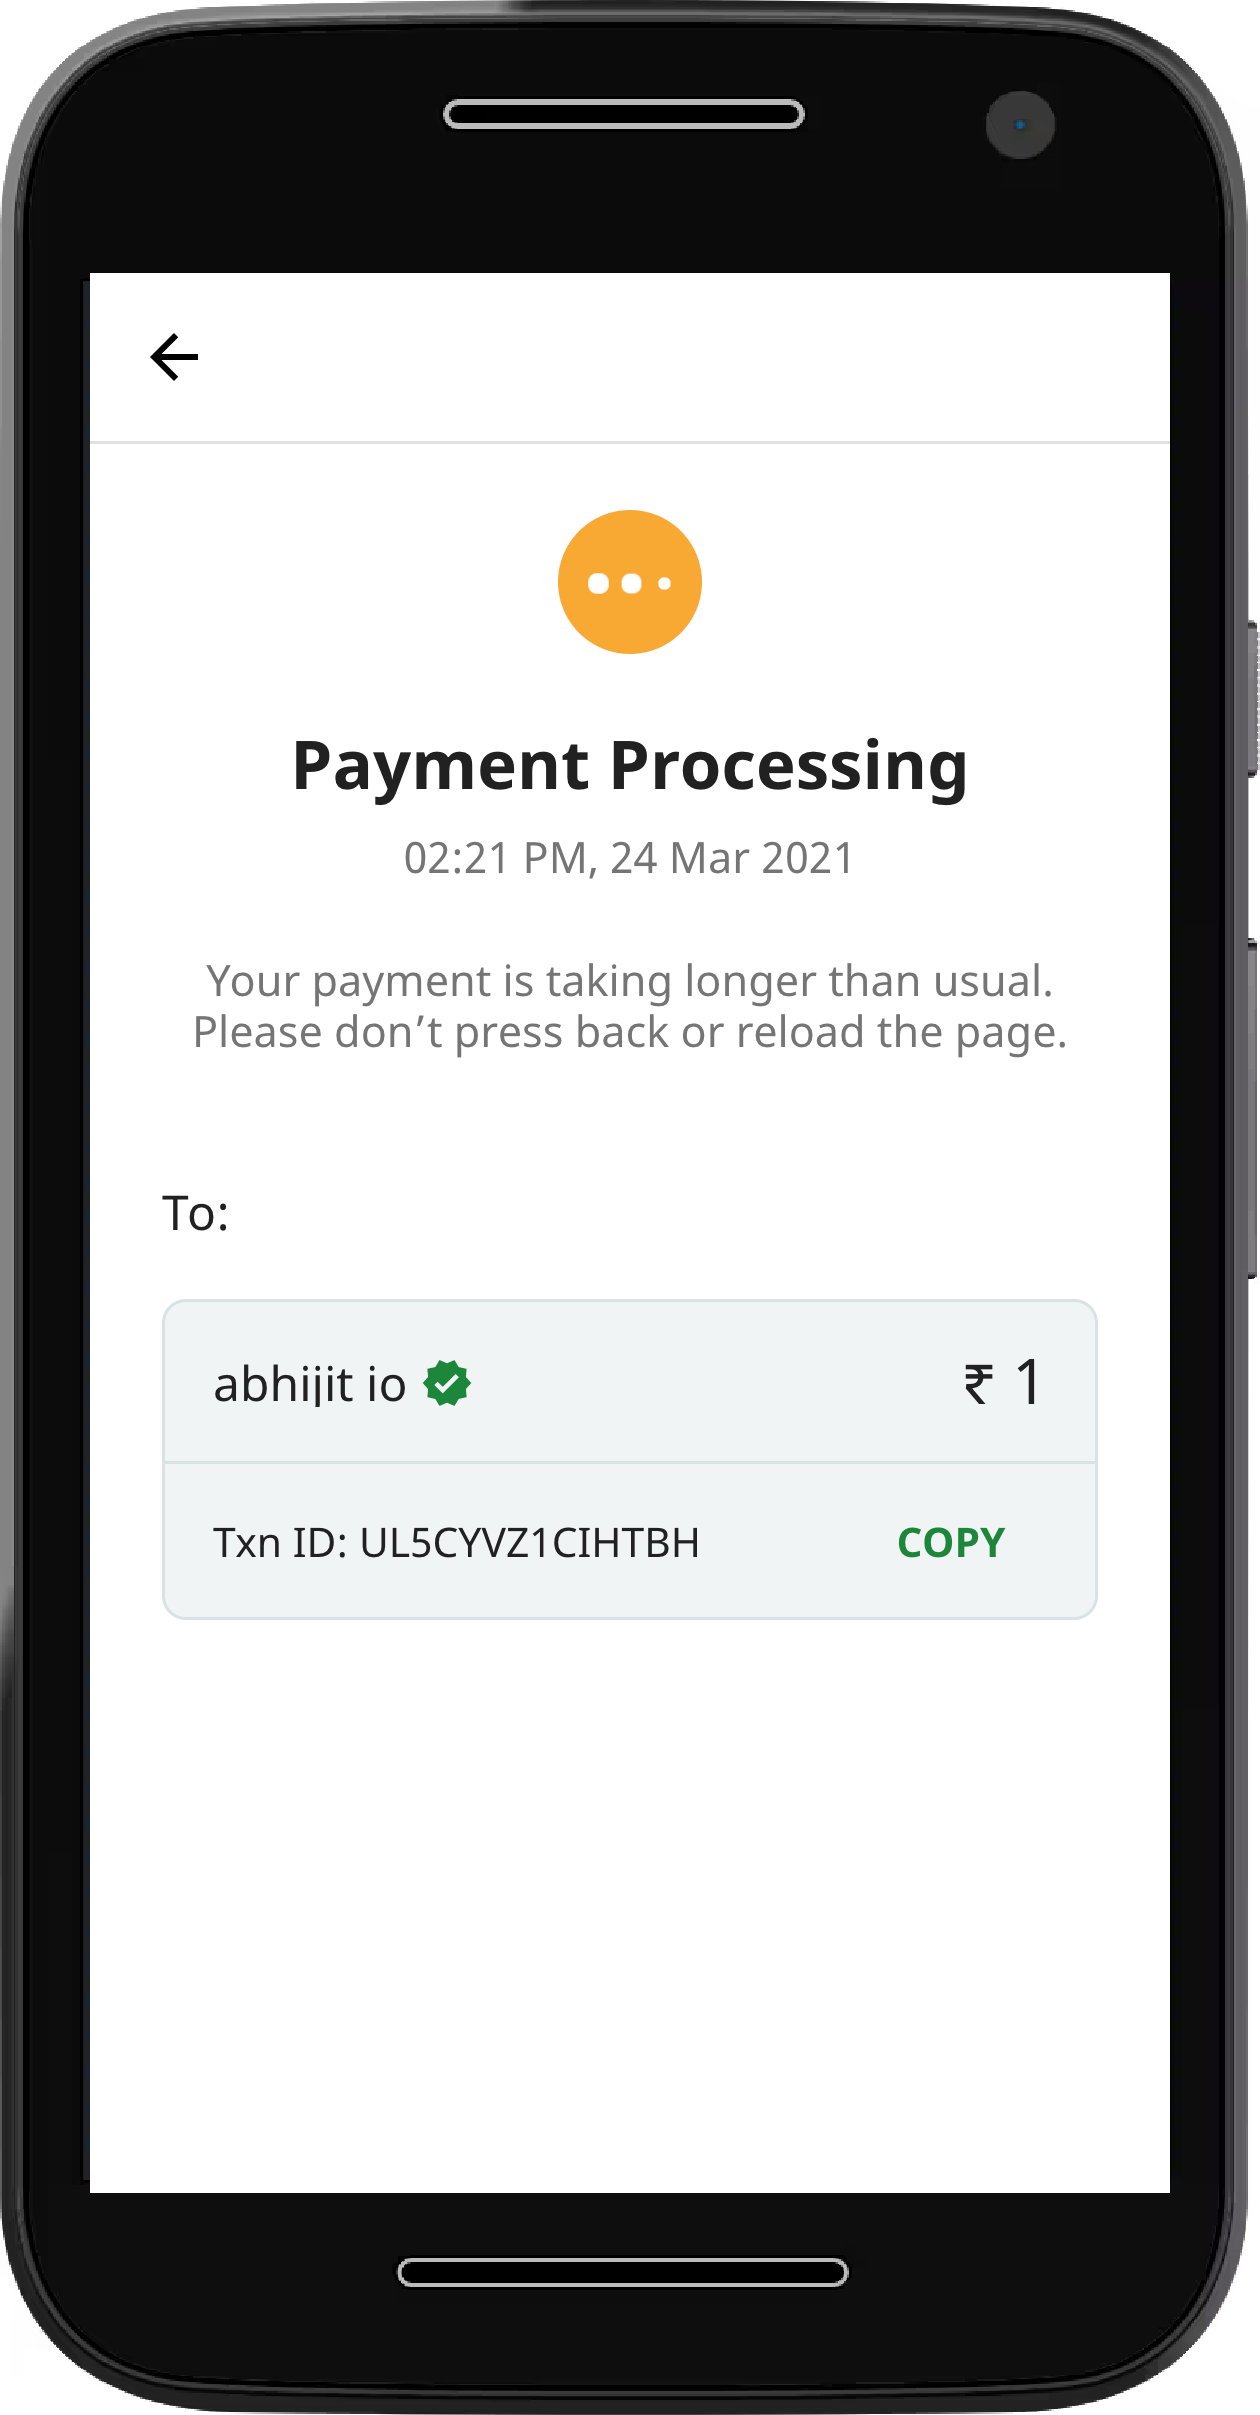 Payment Processing
02:21 PM, 24 Mar 2021
Your payment is taking longer than usual.
Please don’t press back or reload the page.
To:
abhijit io ₹ 1
Txn ID: UL5CYVZ1CIHTBH COPY